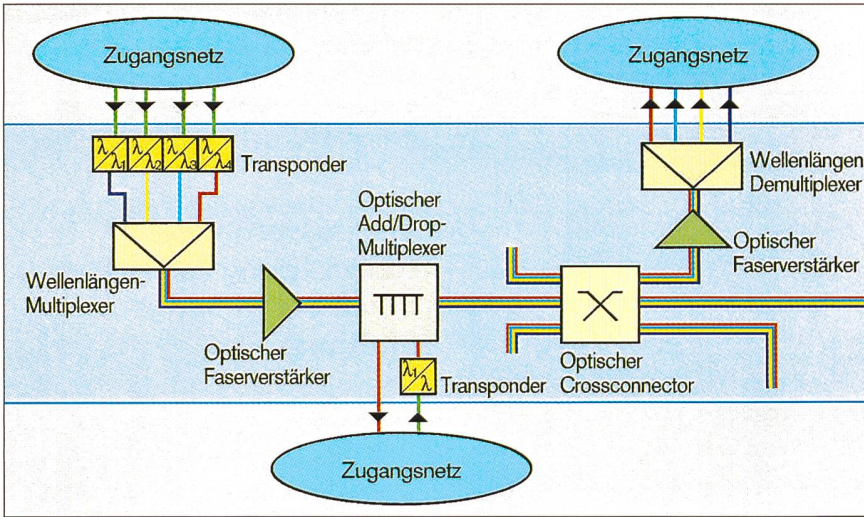 Zugangsnetz
Zugangsnetz
λ/λ1 λ/λ2 λ/λ3 λ/λ4
Transponder
Wellenlängen-
Demultiplexer
Optischer
Add/Drop-
Multiplexer
Optischer
Faserverstärker
Wellenlängen-
Multiplexer
Optischer
Faserverstärker
λ1/λ
Transponder
Optischer
Crossconnector
Zugangsnetz